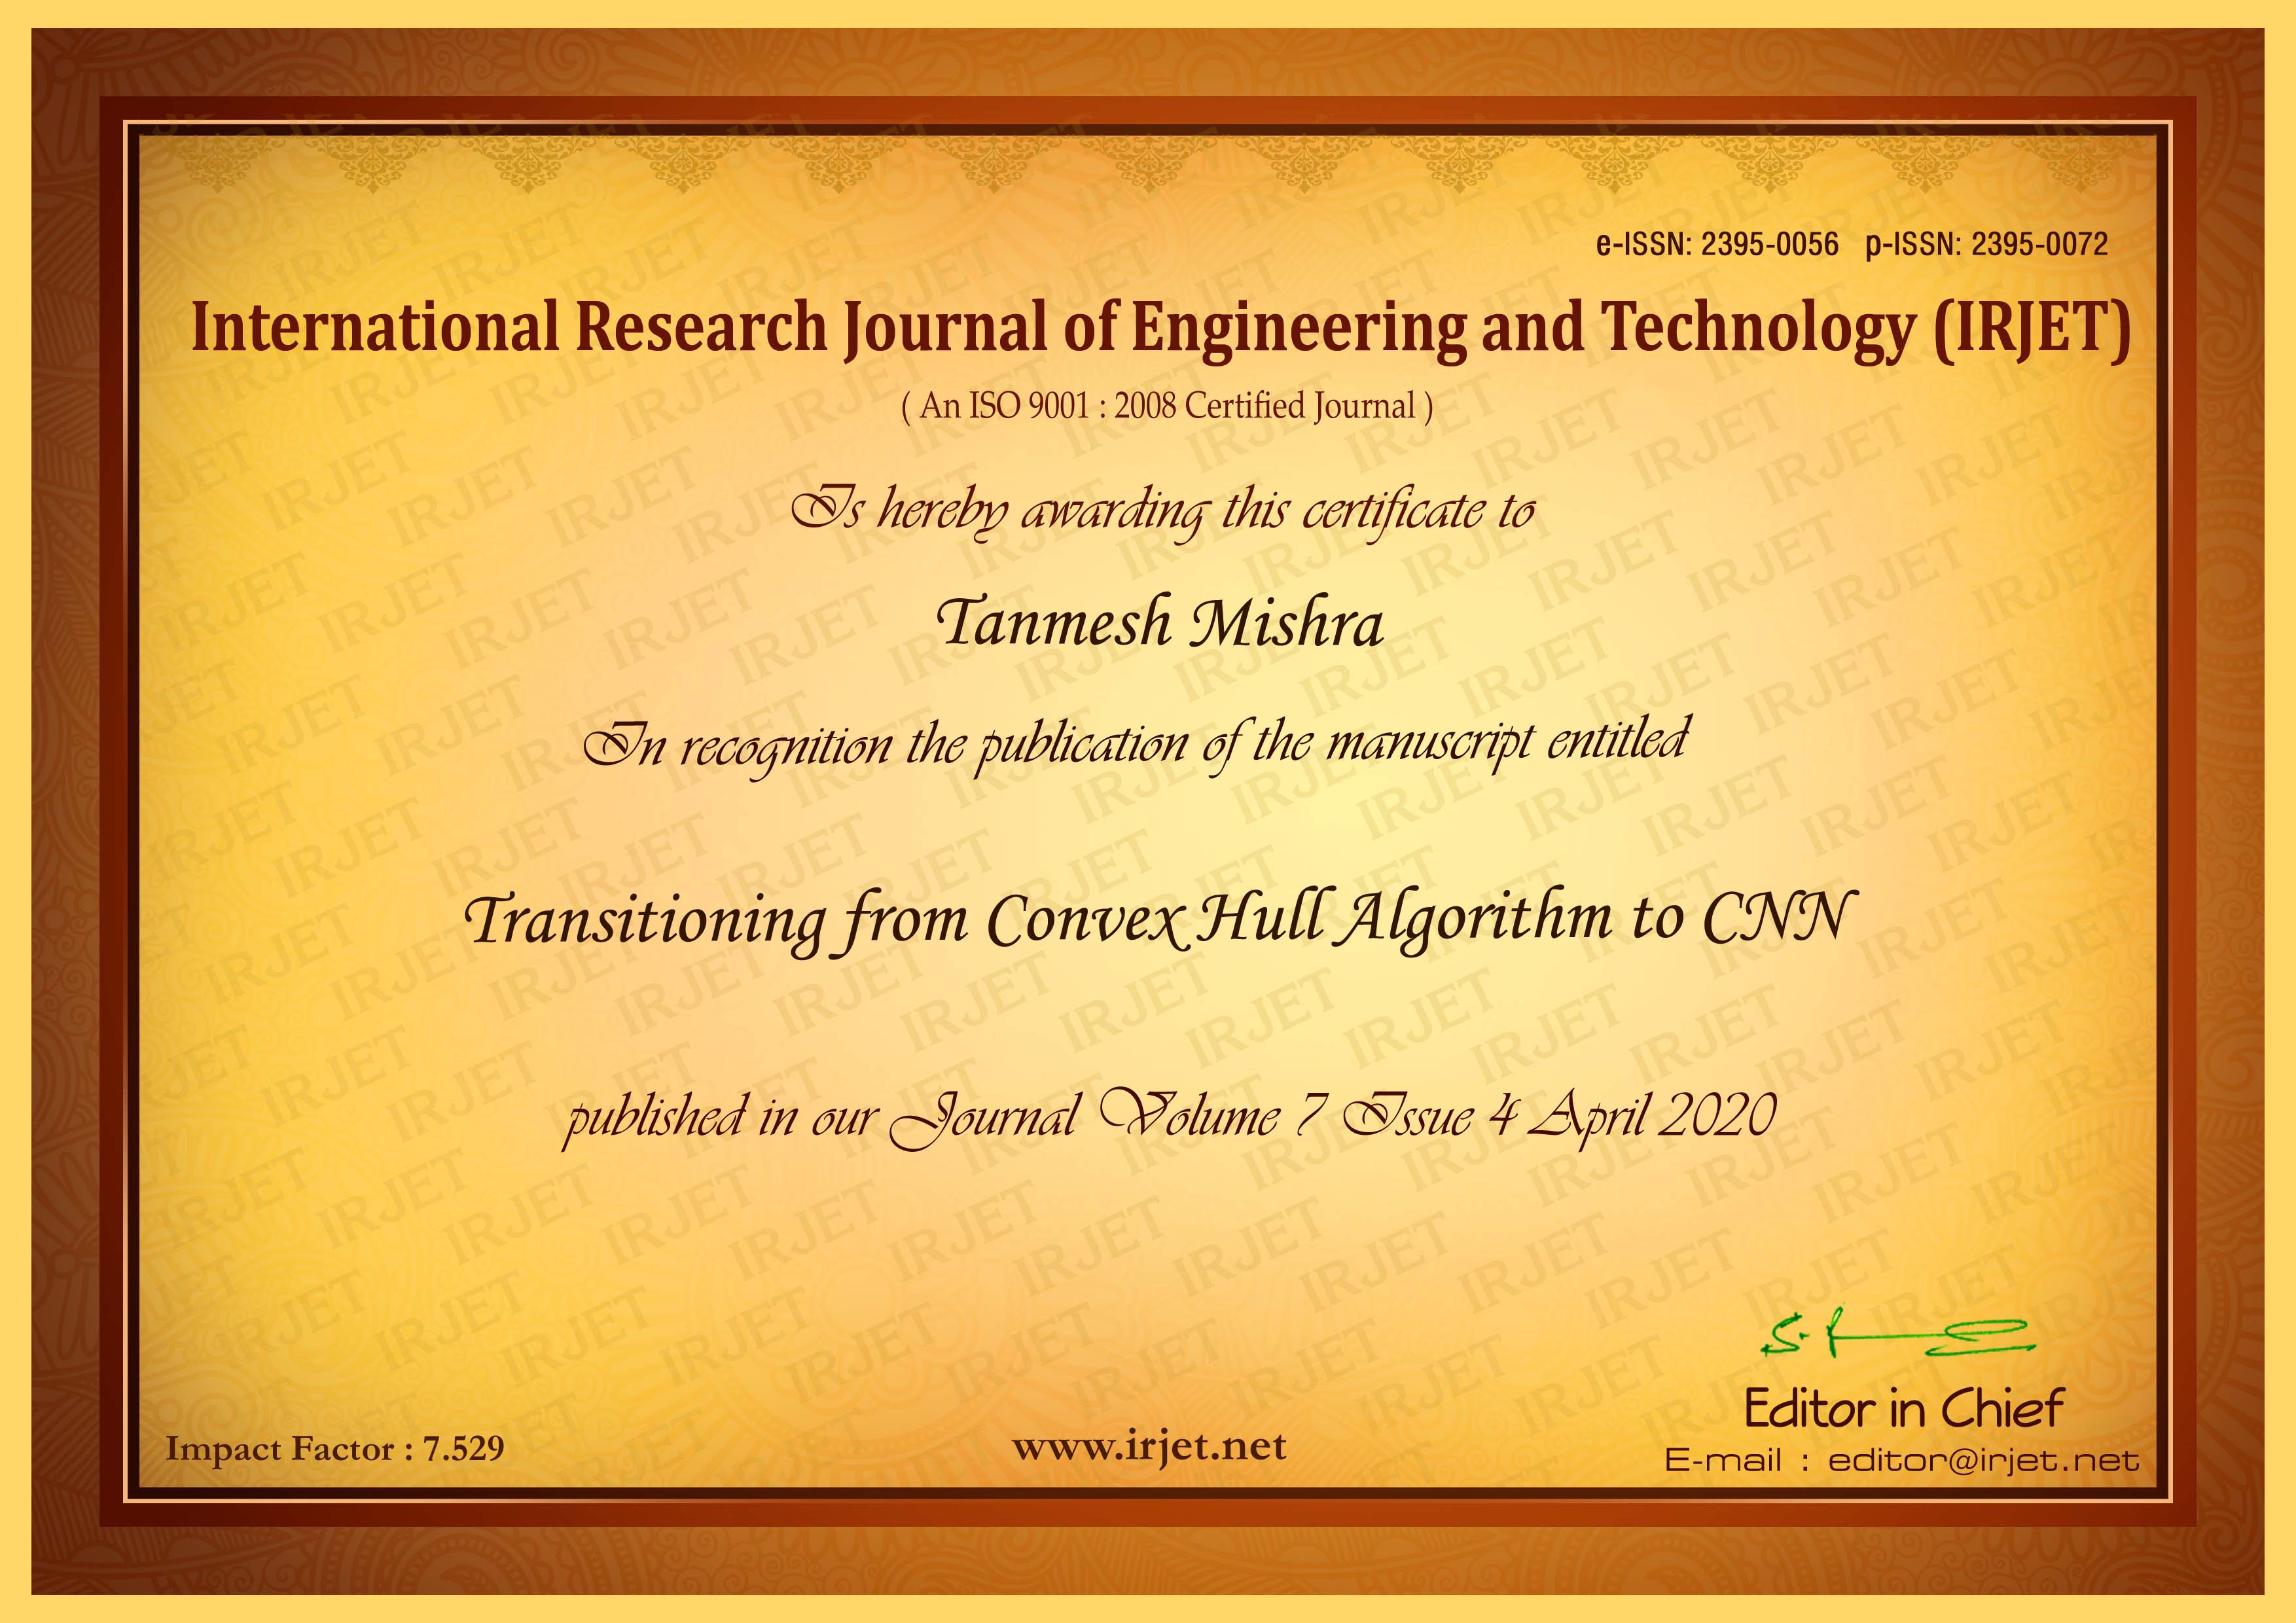 e-ISSN: 2395-0056 p-ISSN: 2395-0072
International Research Journal of Engineering and Technology (IRJET)
( An ISO 9001 : 2008 Certified Journal )
Is hereby awarding this certificate to
Tanmesh Mishra
In recognition the publication of the manuscript entitled
Transitioning from Convex Hull Algorithm to CNN
published in our Journal Volume 7 Issue 4 April 2020
Editor in Chief
Impact Factor : 7.529
www.irjet.net
E-mail : editor@irjet.net